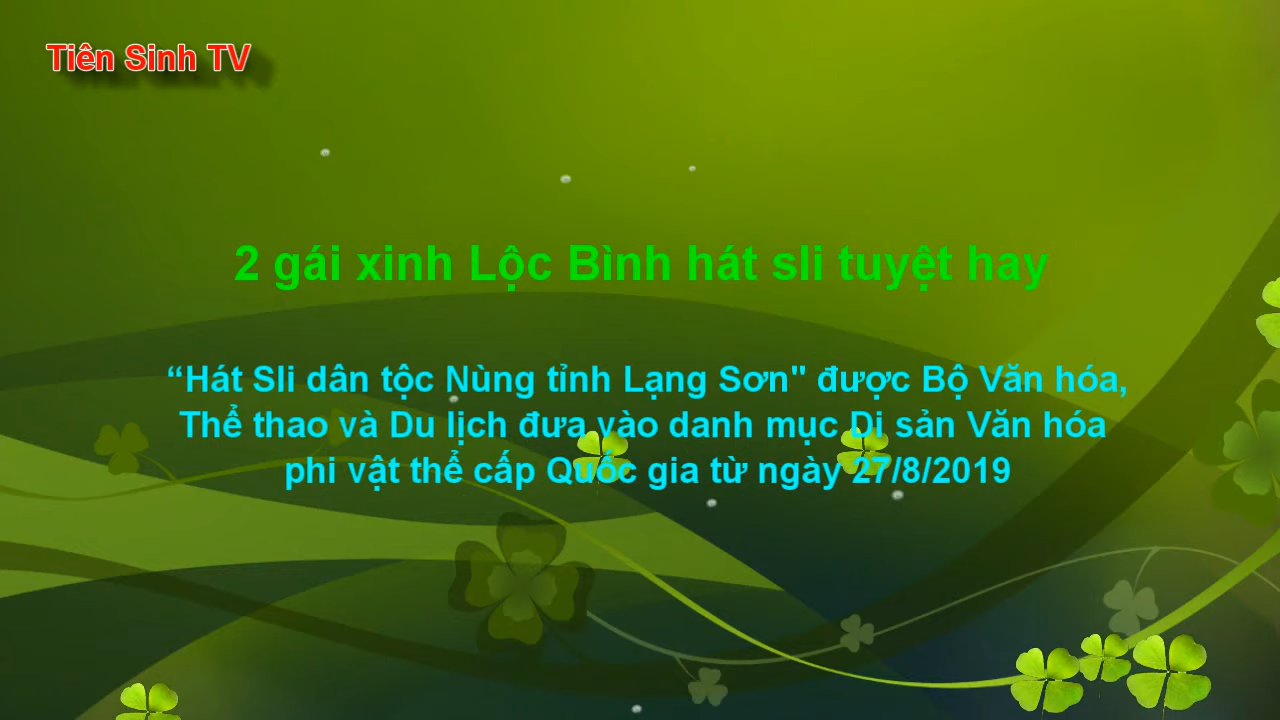 Tiên Sinh TV
2 gái xinh Lộc Bình hát sli tuyệt hay
“Hát Sli dân tộc Nùng tỉnh Lạng Sơn" được Bộ Văn hóa,
Thể thao và Du lịch đưa vào danh mục Di sản Văn hóa
phi vật thể cấp Quốc gia từ ngày 27/8/2019